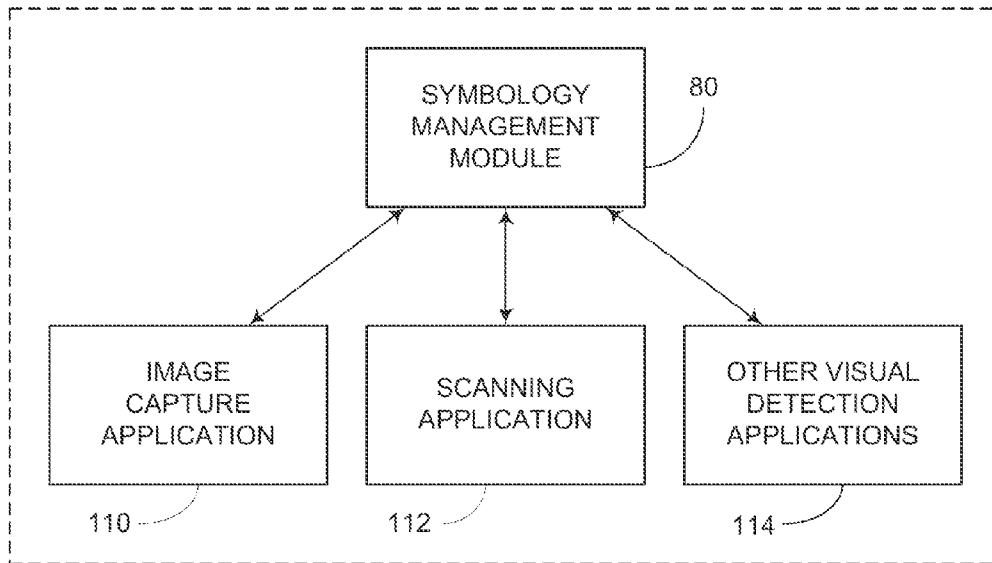 SYMBOLOGY
MANAGEMENT
MODULE
80
IMAGE
CAPTURE
APPLICATION
SCANNING
APPLICATION
OTHER VISUAL
DETECTION
APPLICATIONS
110
112
114